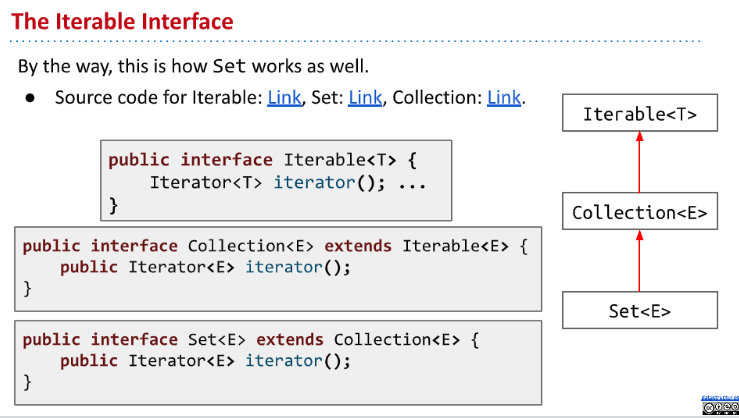 The Iterable Interface
By the way, this is how Set works as well.
● Source code for Iterable: Link, Set: Link, Collection: Link.
public interface Iterable<T> {
    Iterator<T> iterator(); ...
}
public interface Collection<E> extends Iterable<E> {
    public Iterator<E> iterator();
}
public interface Set<E> extends Collection<E> {
    public Iterator<E> iterator();
}
Iterable<T>
Collection<E>
Set<E>